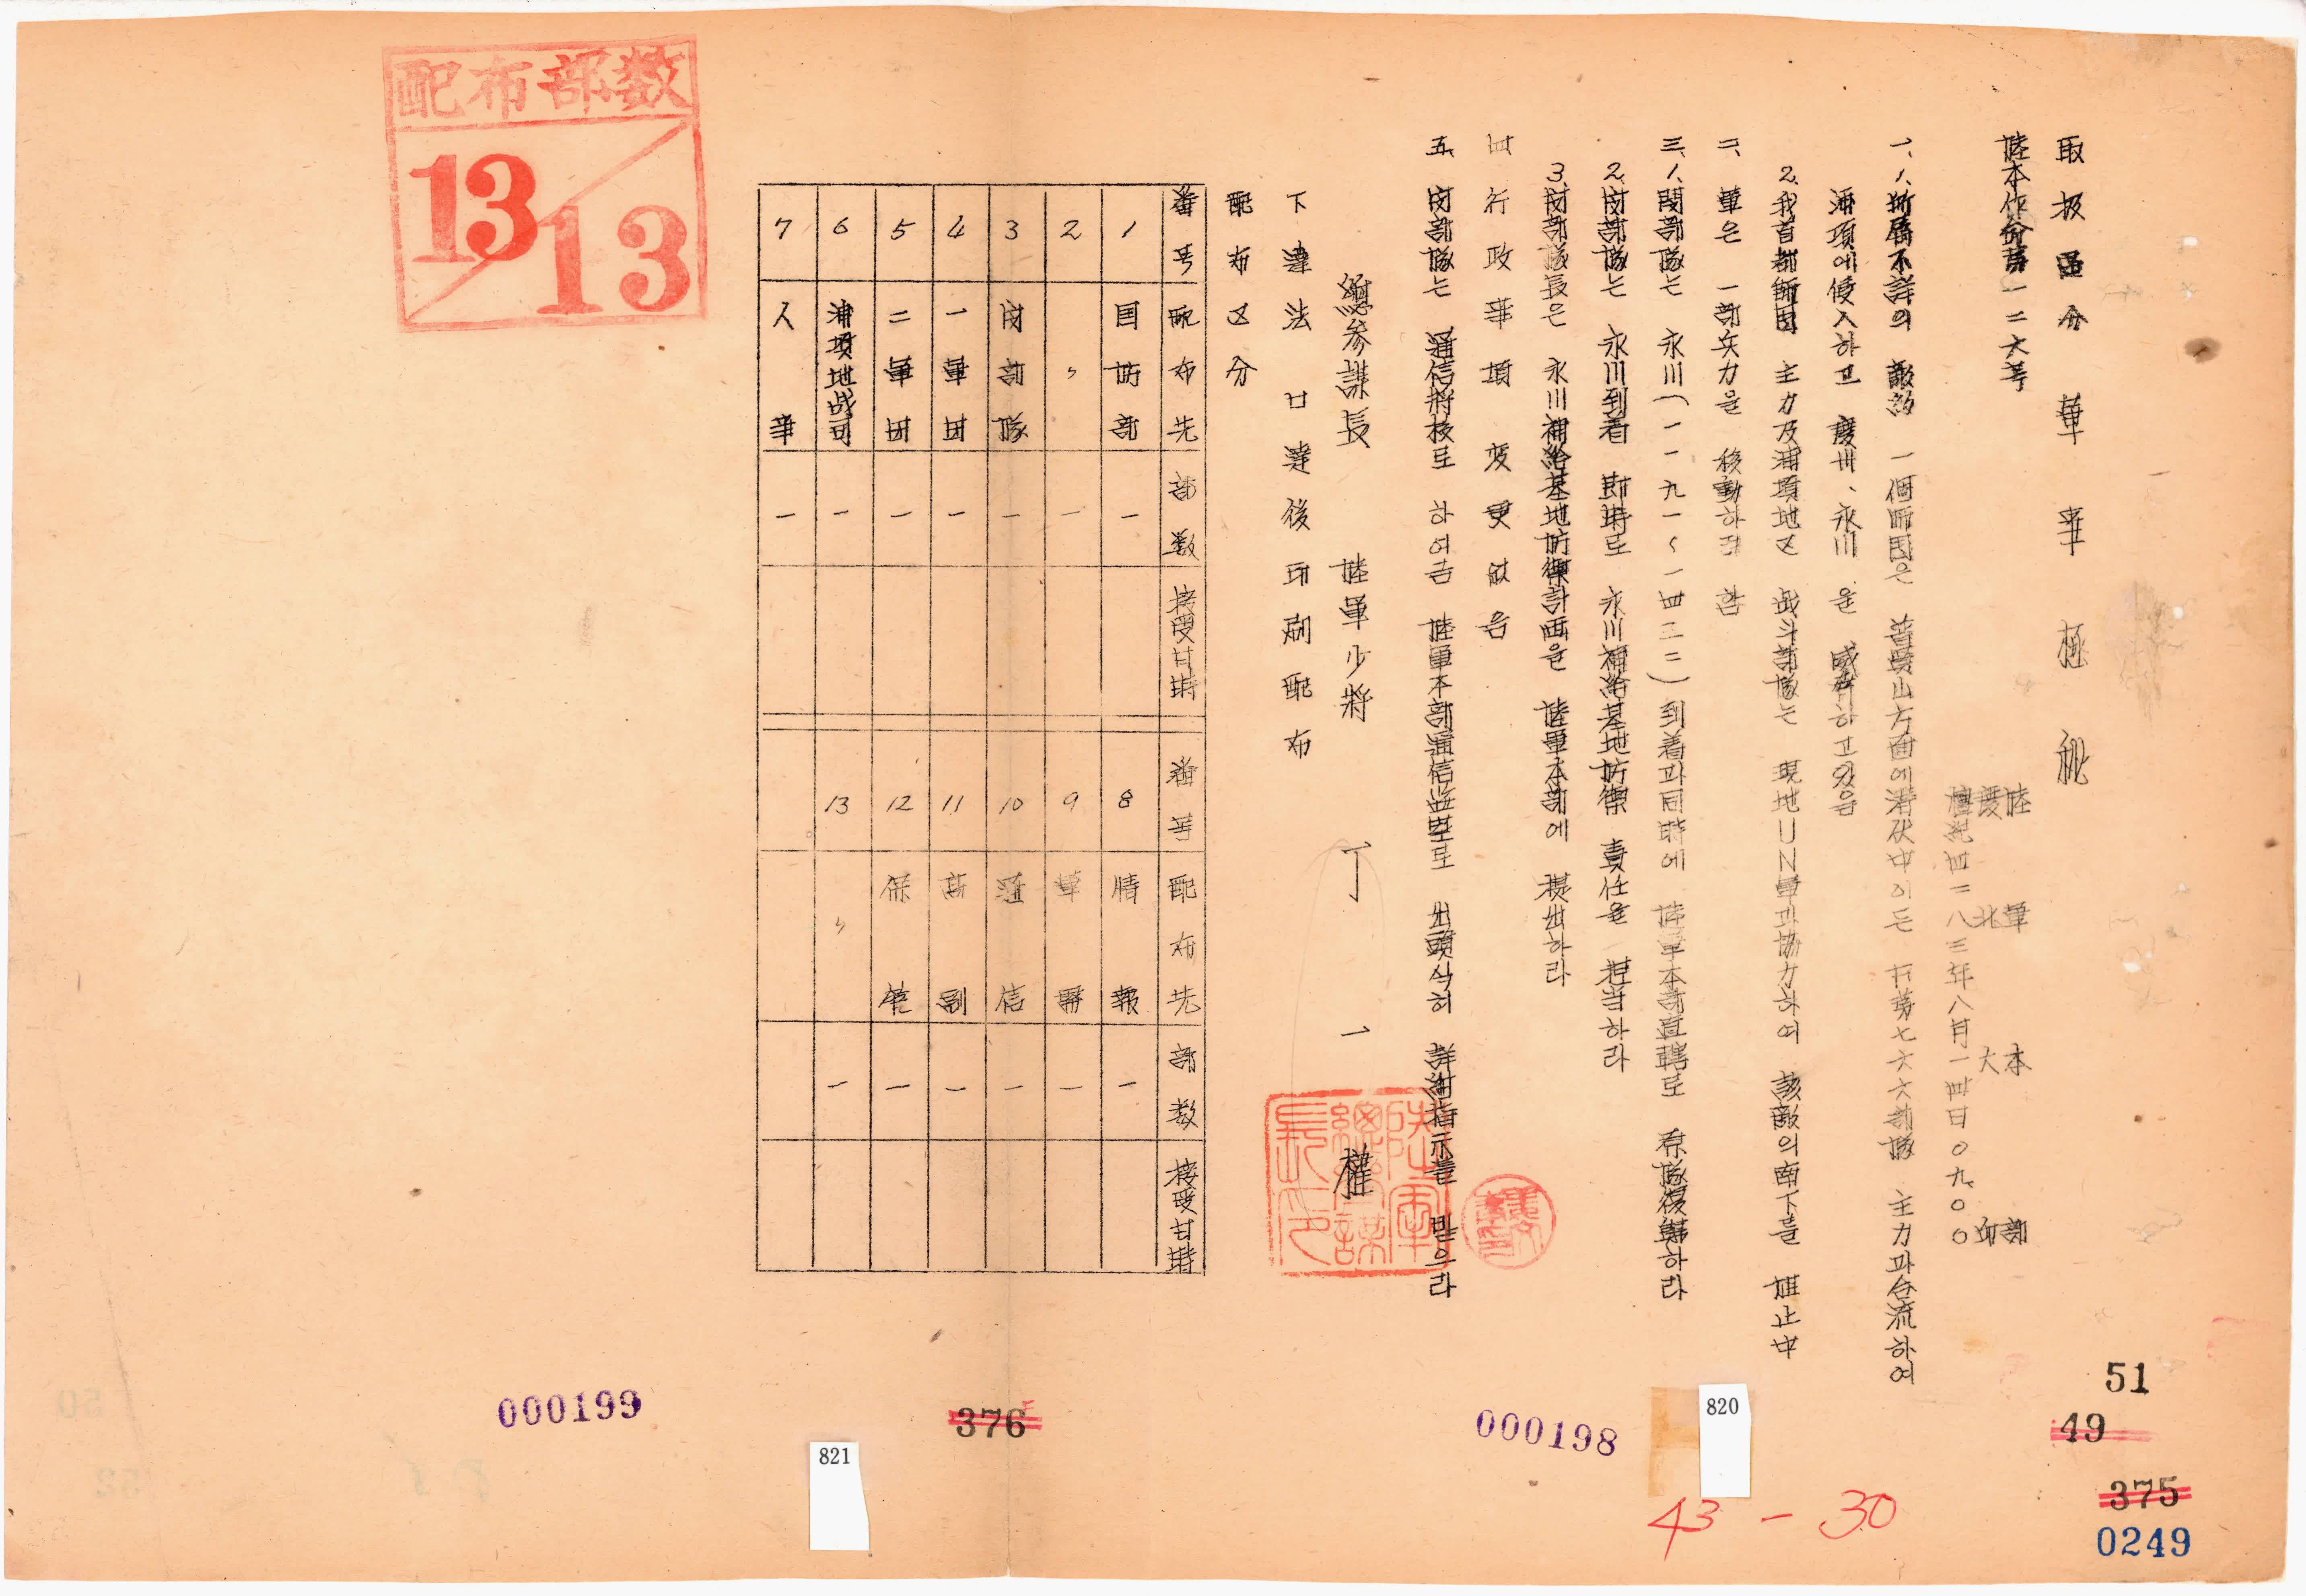 取扱區分 軍事極秘
陸本作命第一二六号
陸軍本部
慶北大邱
檀紀四二八三年八月一四日〇九、〇〇
一、1、所属不詳의 敵約 一個師団은 普賢山方面에潛伏中이든 在第七六六部隊 主力과合流하여
浦項에侵入하고 慶州、永川 을 威脅하고있음
2、我首都師団 主力及浦項地区 战斗部隊는 現地UN軍과協力하여 該敵의南下를 阻止中
二、軍은 一部兵力을 移動하려 함
三、1、閔部隊는 永川(一一九一〜一四二二)到着과同時에 陸軍本部直轄로 原隊復歸하라
2、閔部隊는 永川到着 即時로 永川補給基地防禦 責任을 担当하라
3、閔部隊長은 永川補給基地防禦計画을 陸軍本部에 提出하라
四 行政事項 变更 없음
五、閔部隊는 通信將校로 하여금 陸軍本部通信監室로 出頭식혀 詳細指示를 받으라
總參謀長 陸軍少將 丁一權
下達法 口達後印刷配布
配布区分
番号 配布先 部数 接受日時 番号 配布先 部数 接受日時
1 国防部 一 8 情報 一
2 〃 一 9 軍需 一
3 閔部隊 一 10 通信 一
4 一軍団 一 11 高副 一
5 二軍団 一 12 保管 一
6 浦項地战司 一 13 〃 一
7 人事 一
配布部数
13/13
陸軍總參謀長印
51
49
375
0249
820
000198
43-30
376
821
000199